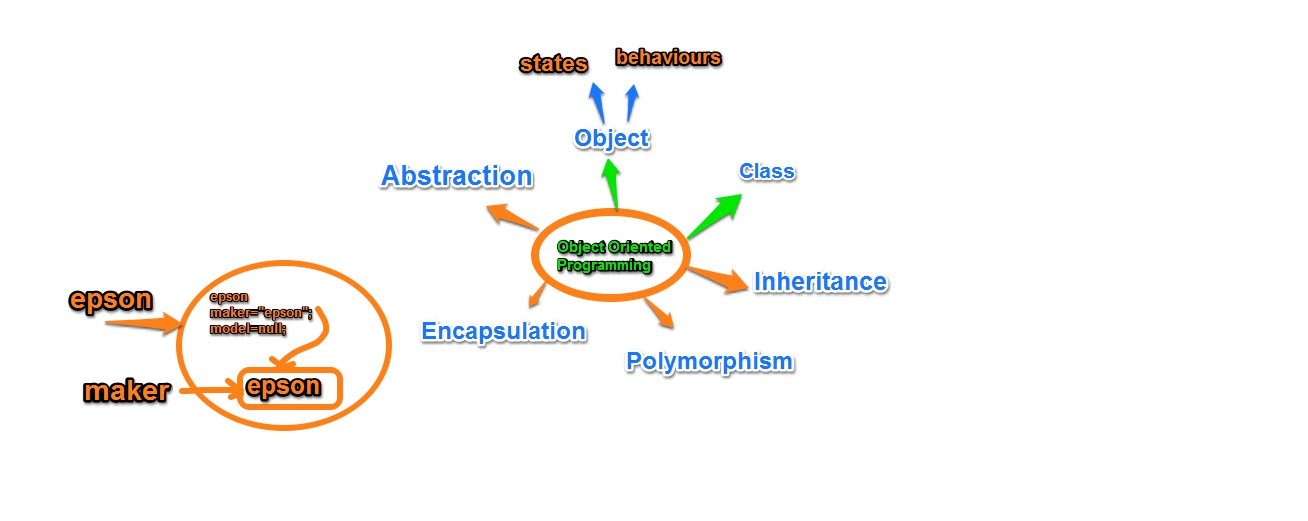 states
behaviours
Object
Abstraction
Class
Object Oriented
Programming
Inheritance
Encapsulation
Polymorphism
epson
epson
maker="epson";
model=null;
maker
epson